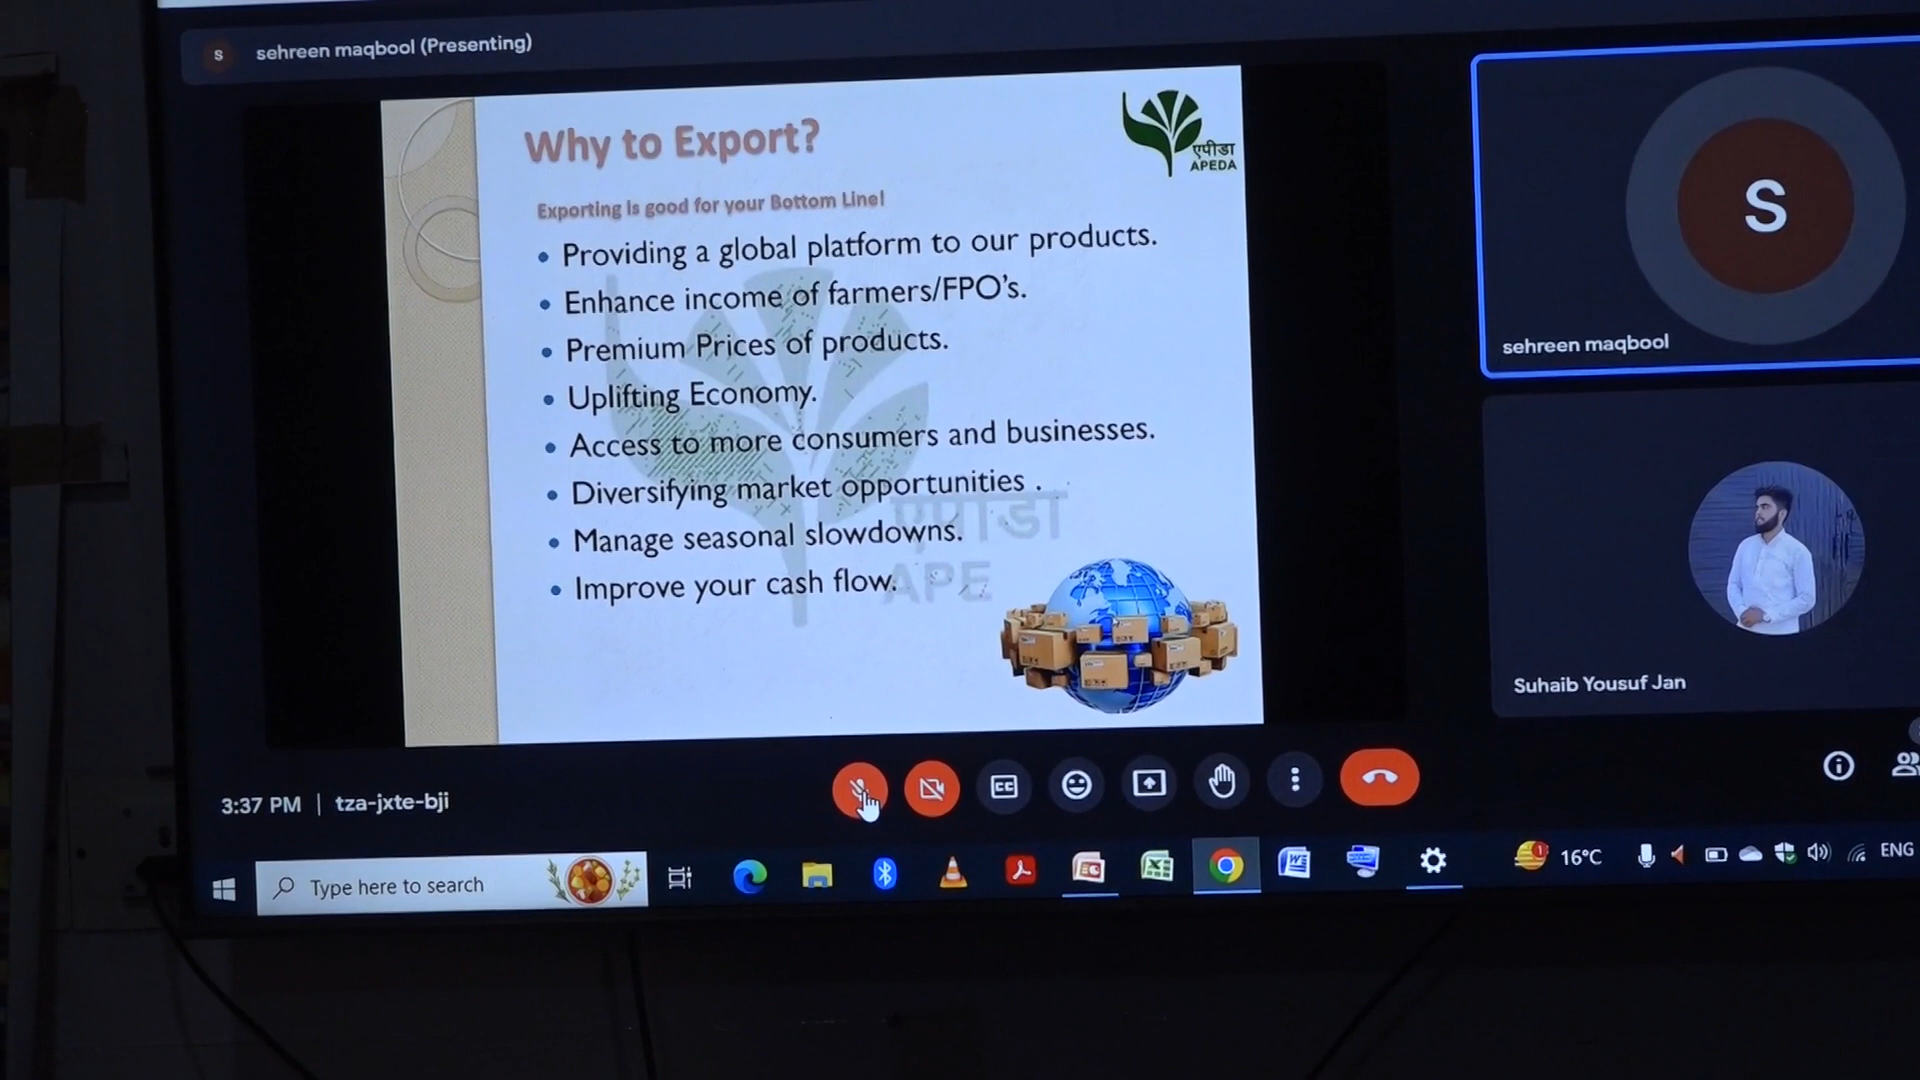 S sehreen maqbool (Presenting)
Why to Export?
एपीडा
APEDA
Exporting is good for your Bottom Line!
• Providing a global platform to our products.
• Enhance income of farmers/FPO's.
• Premium Prices of products.
• Uplifting Economy.
• Access to more consumers and businesses.
• Diversifying market opportunities .
• Manage seasonal slowdowns.
• Improve your cash flow.
एपीडा
APE
S
sehreen maqbool
Suhaib Yousuf Jan
3:37 PM | tza-jxte-bji
CC
Type here to search
16°C
ENG